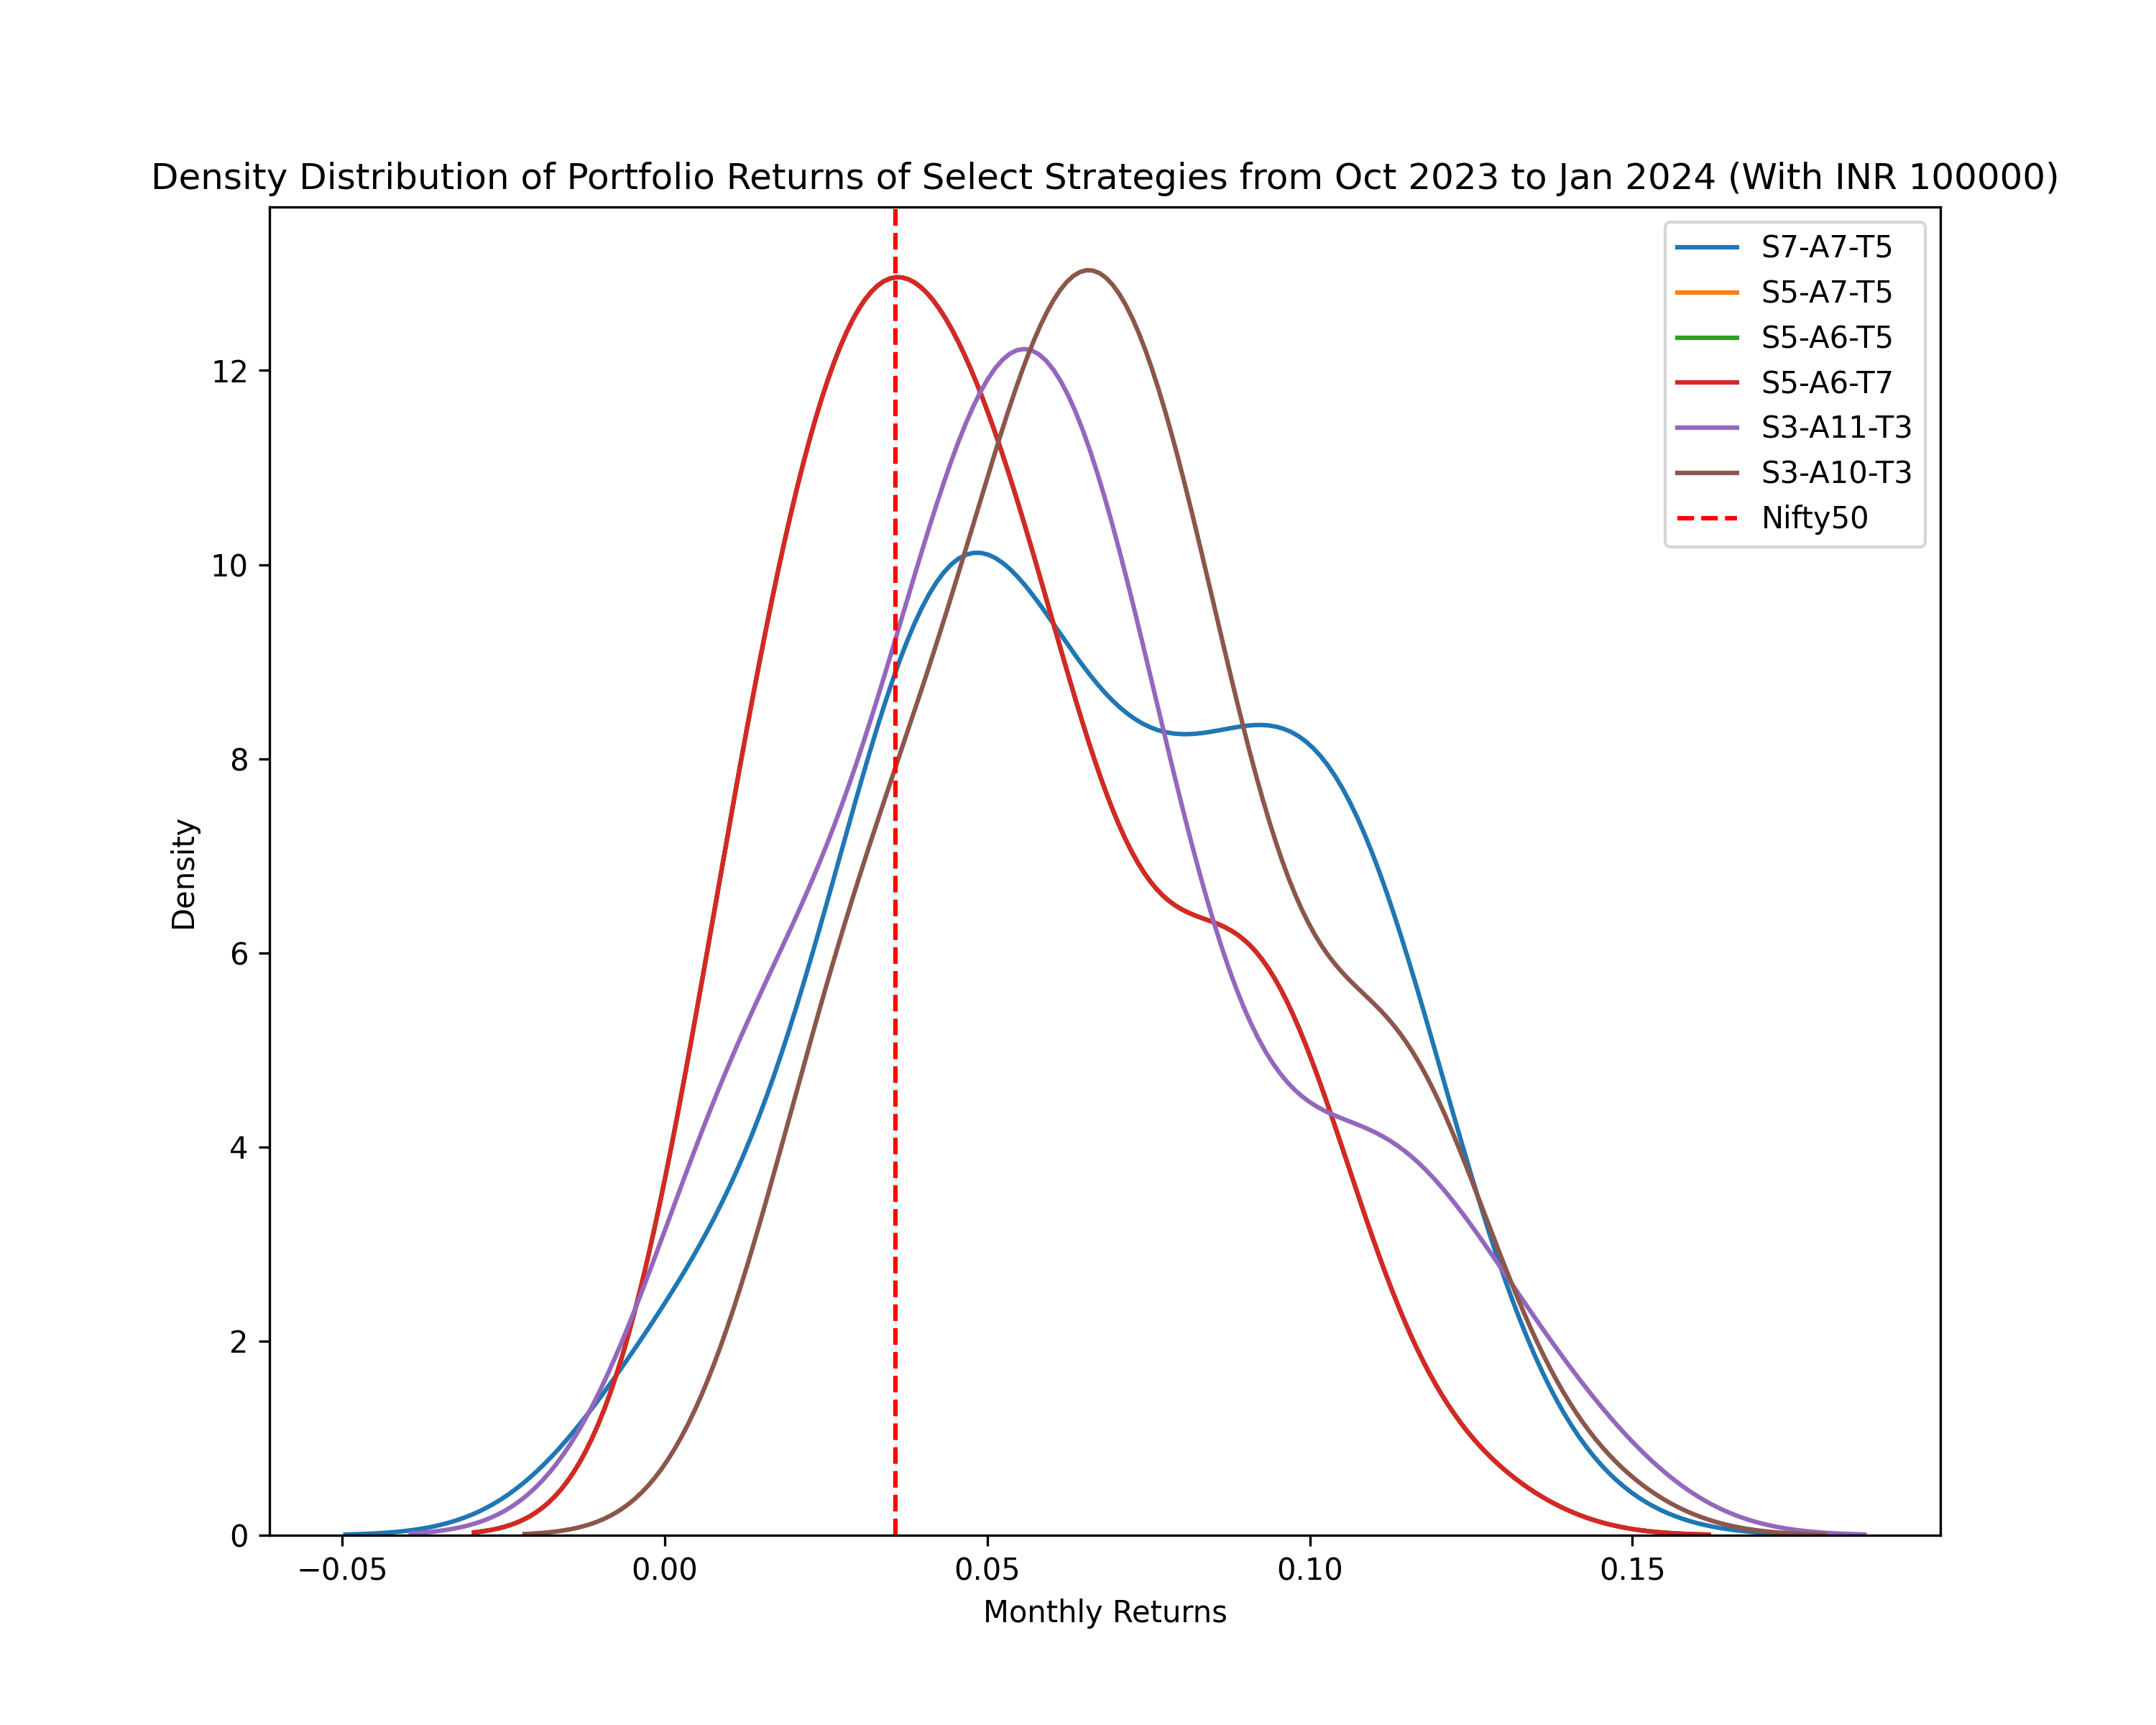 Density Distribution of Portfolio Returns of Select Strategies from Oct 2023 to Jan 2024 (With INR 100000)
S7-A7-T5
S5-A7-T5
S5-A6-T5
S5-A6-T7
S3-A11-T3
S3-A10-T3
Nifty50
12
10
8
6
4
2
0
Density
−0.05 0.00 0.05 0.10 0.15
Monthly Returns